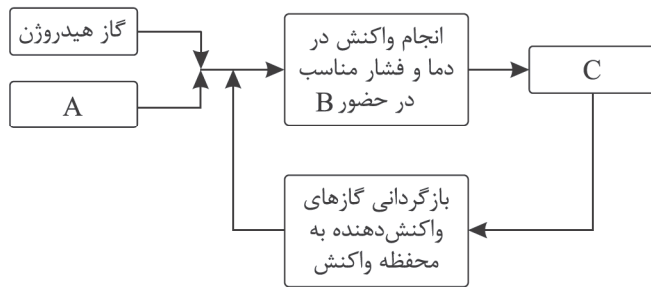 گاز هیدروژن
A
انجام واکنش در
دما و فشار مناسب
در حضور B
C
بازگردانی گازهای
واکنش‌دهنده به
محفظه واکنش